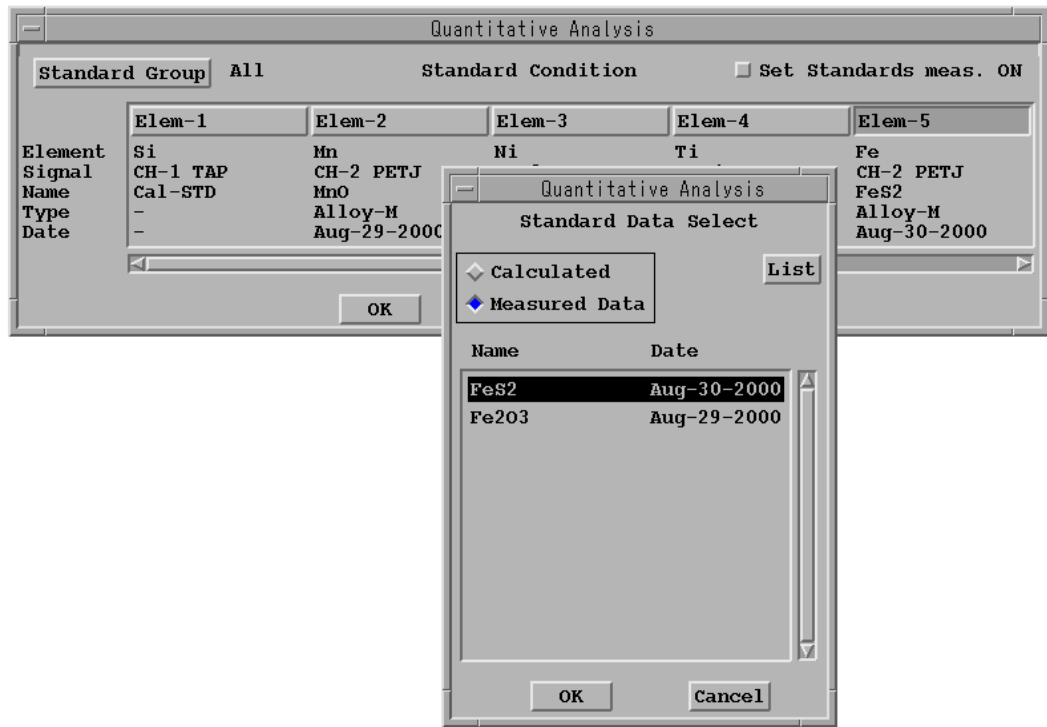 Quantitative Analysis
Standard Group All Standard Condition Set Standards meas. ON
Elem-1 Elem-2 Elem-3 Elem-4 Elem-5
Element Si Mn Ni Ti Fe
Signal CH-1 TAP CH-2 PETJ CH-2 PETJ
Name Cal-STD MnO FeS2
Type - Alloy-M Alloy-M
Date - Aug-29-2000 Aug-30-2000
OK
Quantitative Analysis
Standard Data Select
Calculated List
Measured Data
Name Date
FeS2 Aug-30-2000
Fe2O3 Aug-29-2000
OK Cancel